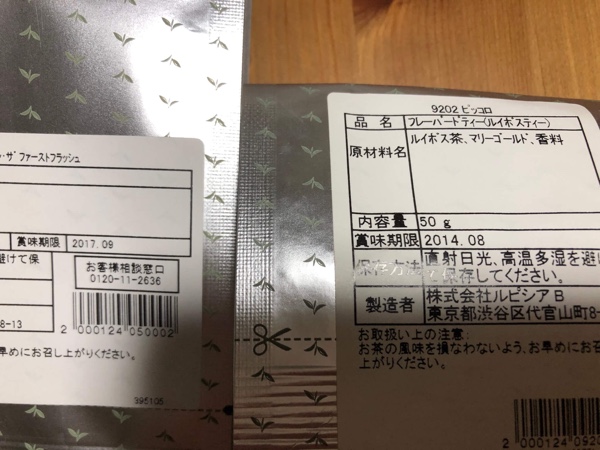 ザ ファーストフラッシュ
賞味期限 2017.09
避けて保
お客様相談窓口
0120-11-2636
8-13
2 000124 050002
早めにお召し上がりください。
395105
9202 ピッコロ
品 名 フレーバードティー(ルイボスティー)
原材料名 ルイボス茶、マリーゴールド、香料
内容量 50g
賞味期限 2014.08
保存方法 直射日光、高温多湿を避け
て保存してください。
製造者 株式会社ルピシア B
東京都渋谷区代官山町8-
お取扱い上の注意:
お茶の風味を損なわないよう、お早めにお召し
上がりください。
2 000124 0920